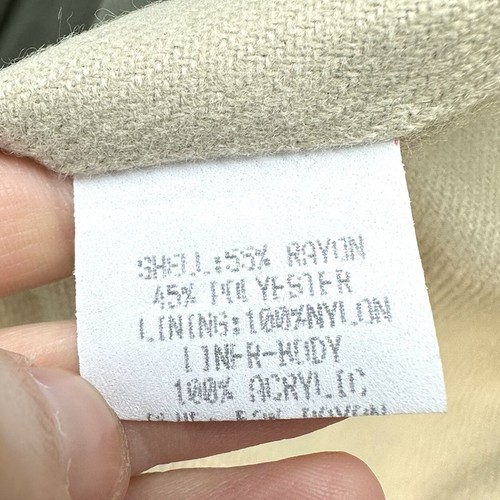 SHELL:55% RAYON
45% POLYESTER
LINING:100%NYLON
LINER-BODY
100% ACRYLIC